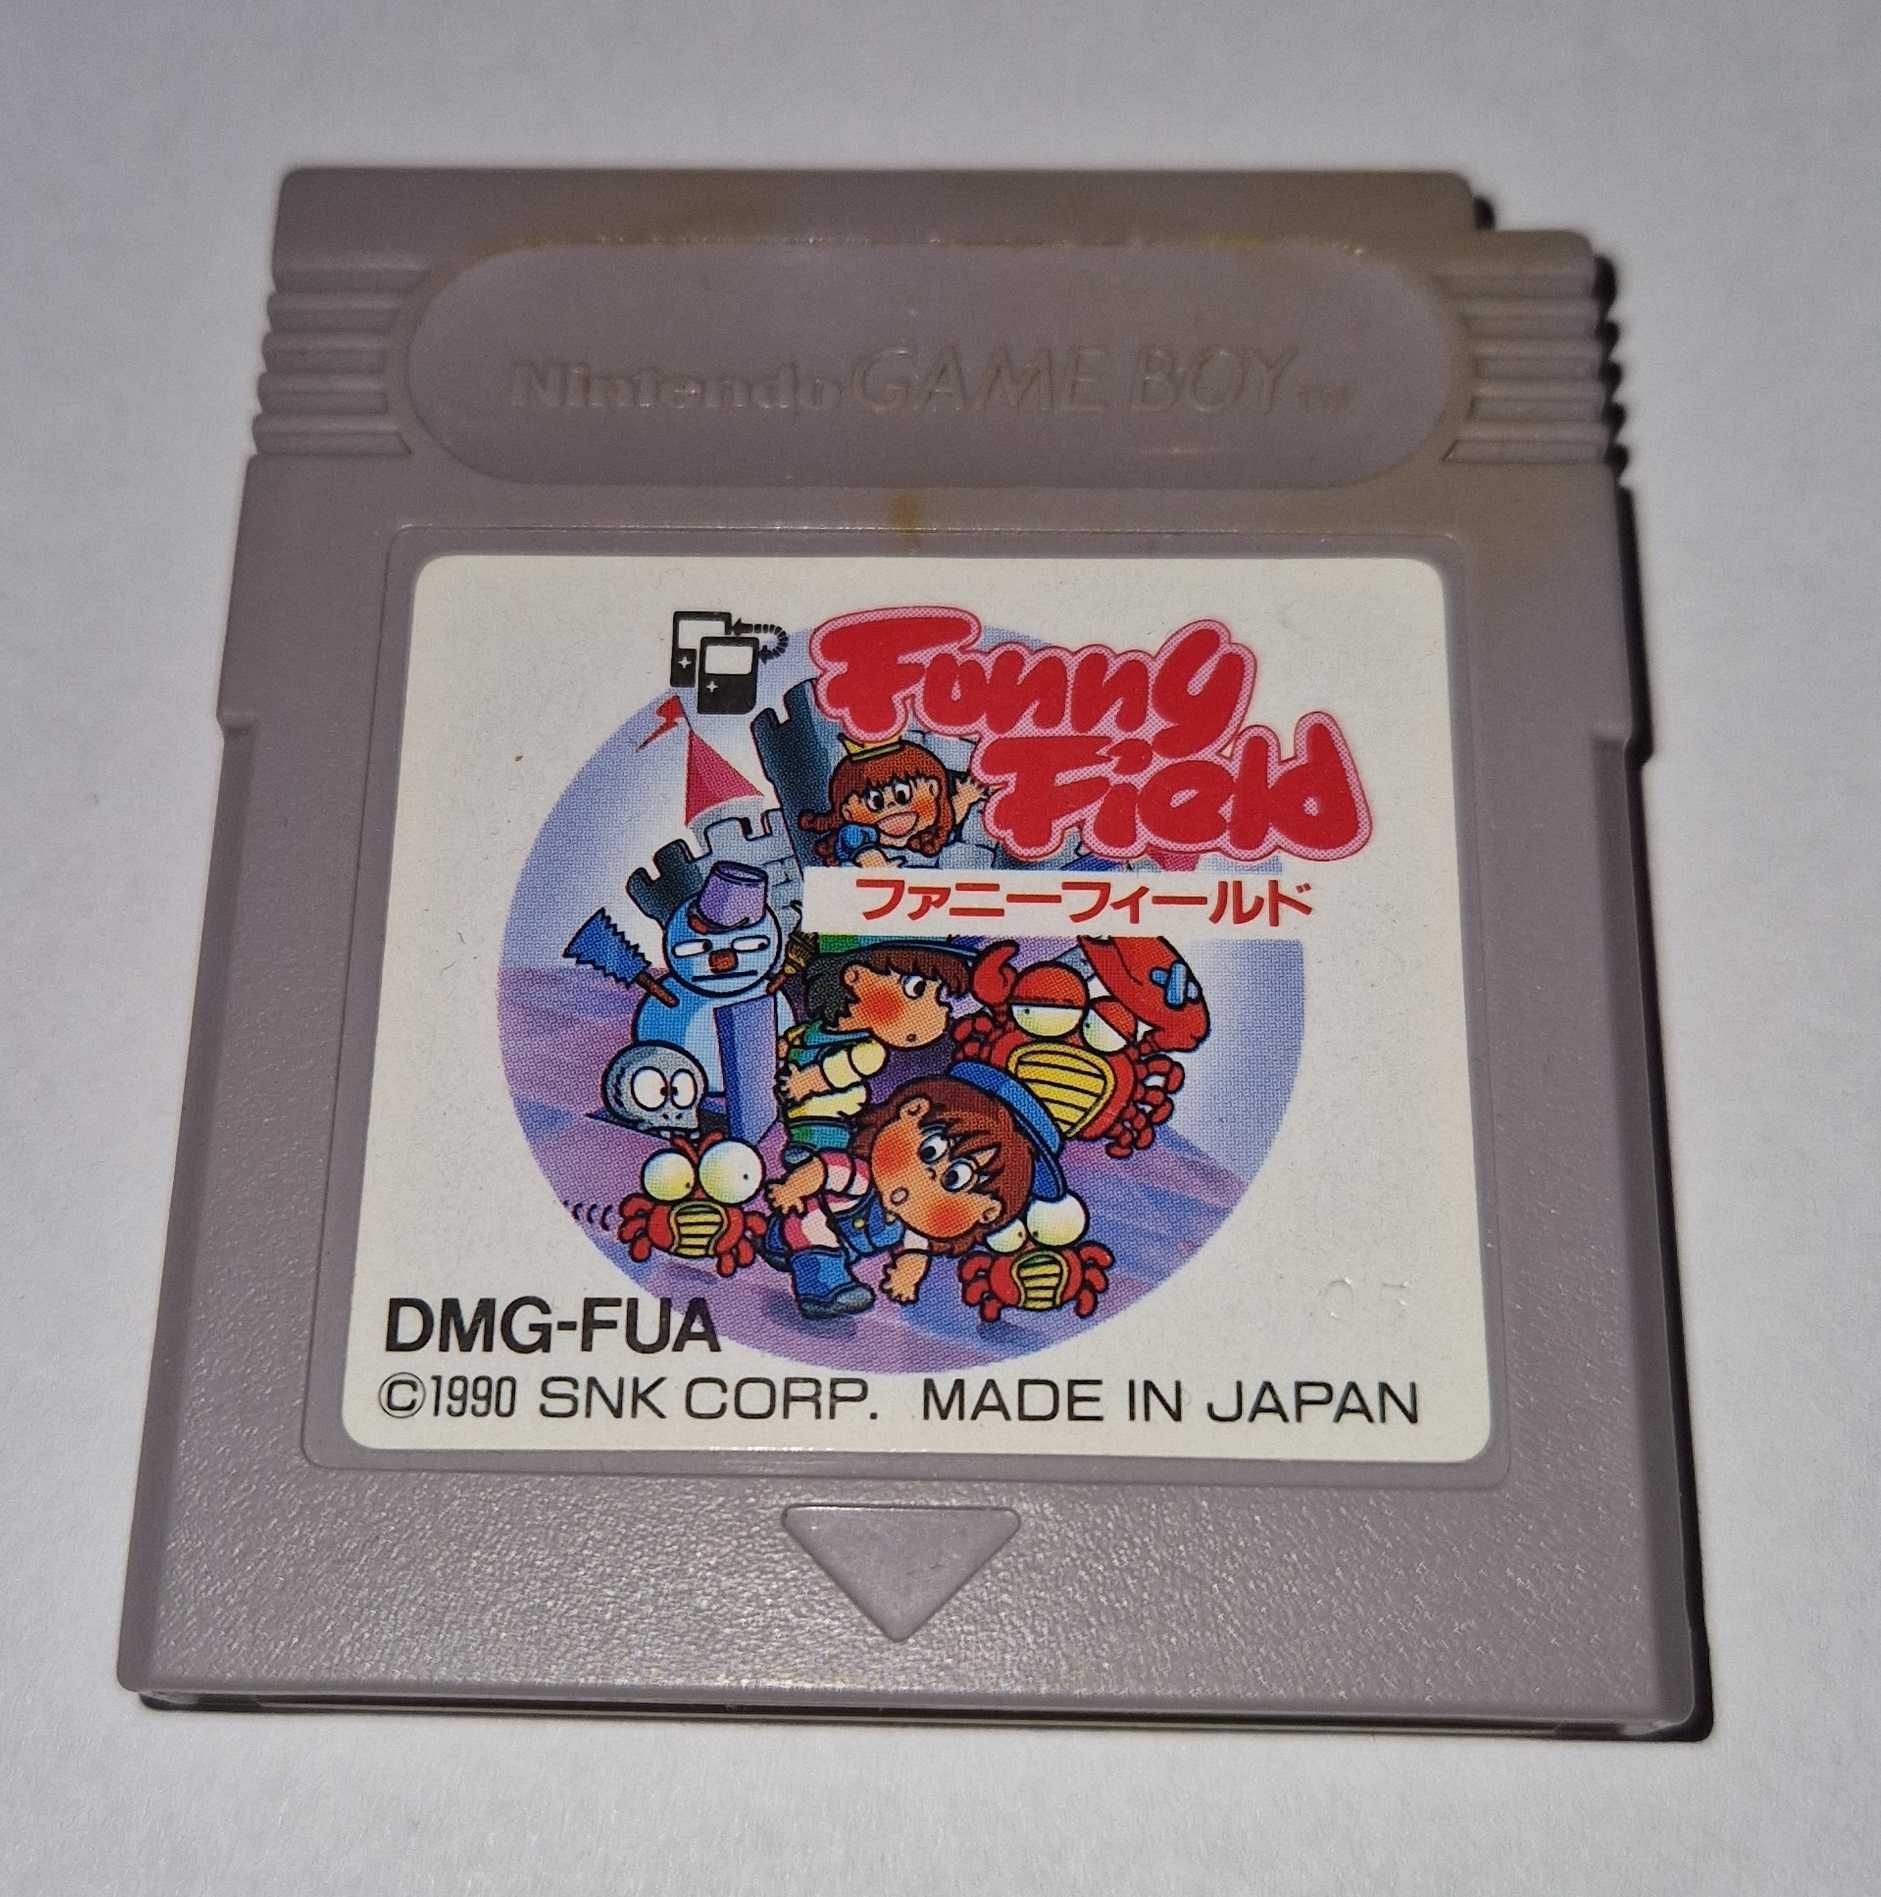 Nintendo GAME BOY™
Funny
Field
ファニーフィールド
DMG-FUA
©1990 SNK CORP. MADE IN JAPAN